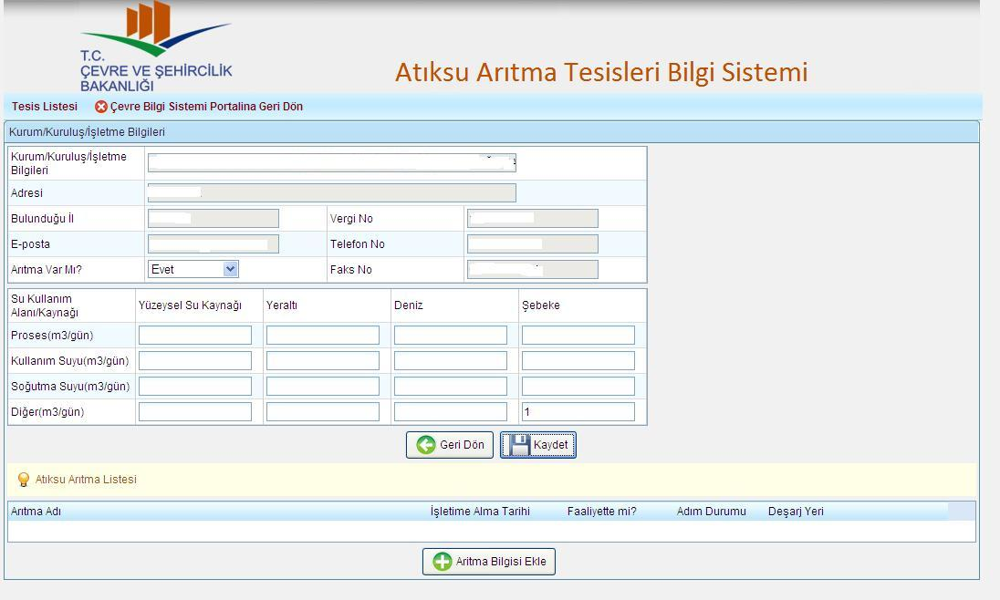 T.C.
ÇEVRE VE ŞEHİRCİLİK
BAKANLIĞI
Atıksu Arıtma Tesisleri Bilgi Sistemi
Tesis Listesi Çevre Bilgi Sistemi Portalina Geri Dön
Kurum/Kuruluş/İşletme Bilgileri
Kurum/Kuruluş/İşletme
Bilgileri
Adresi
Bulunduğu İl Vergi No
E-posta Telefon No
Arıtma Var Mı? Evet Faks No
Su Kullanım
Alanı/Kaynağı Yüzeysel Su Kaynağı Yeraltı Deniz Şebeke
Proses(m3/gün)
Kullanım Suyu(m3/gün)
Soğutma Suyu(m3/gün)
Diğer(m3/gün) 1
Geri Dön Kaydet
Atıksu Arıtma Listesi
Arıtma Adı İşletime Alma Tarihi Faaliyette mi? Adım Durumu Deşarj Yeri
Aritma Bilgisi Ekle